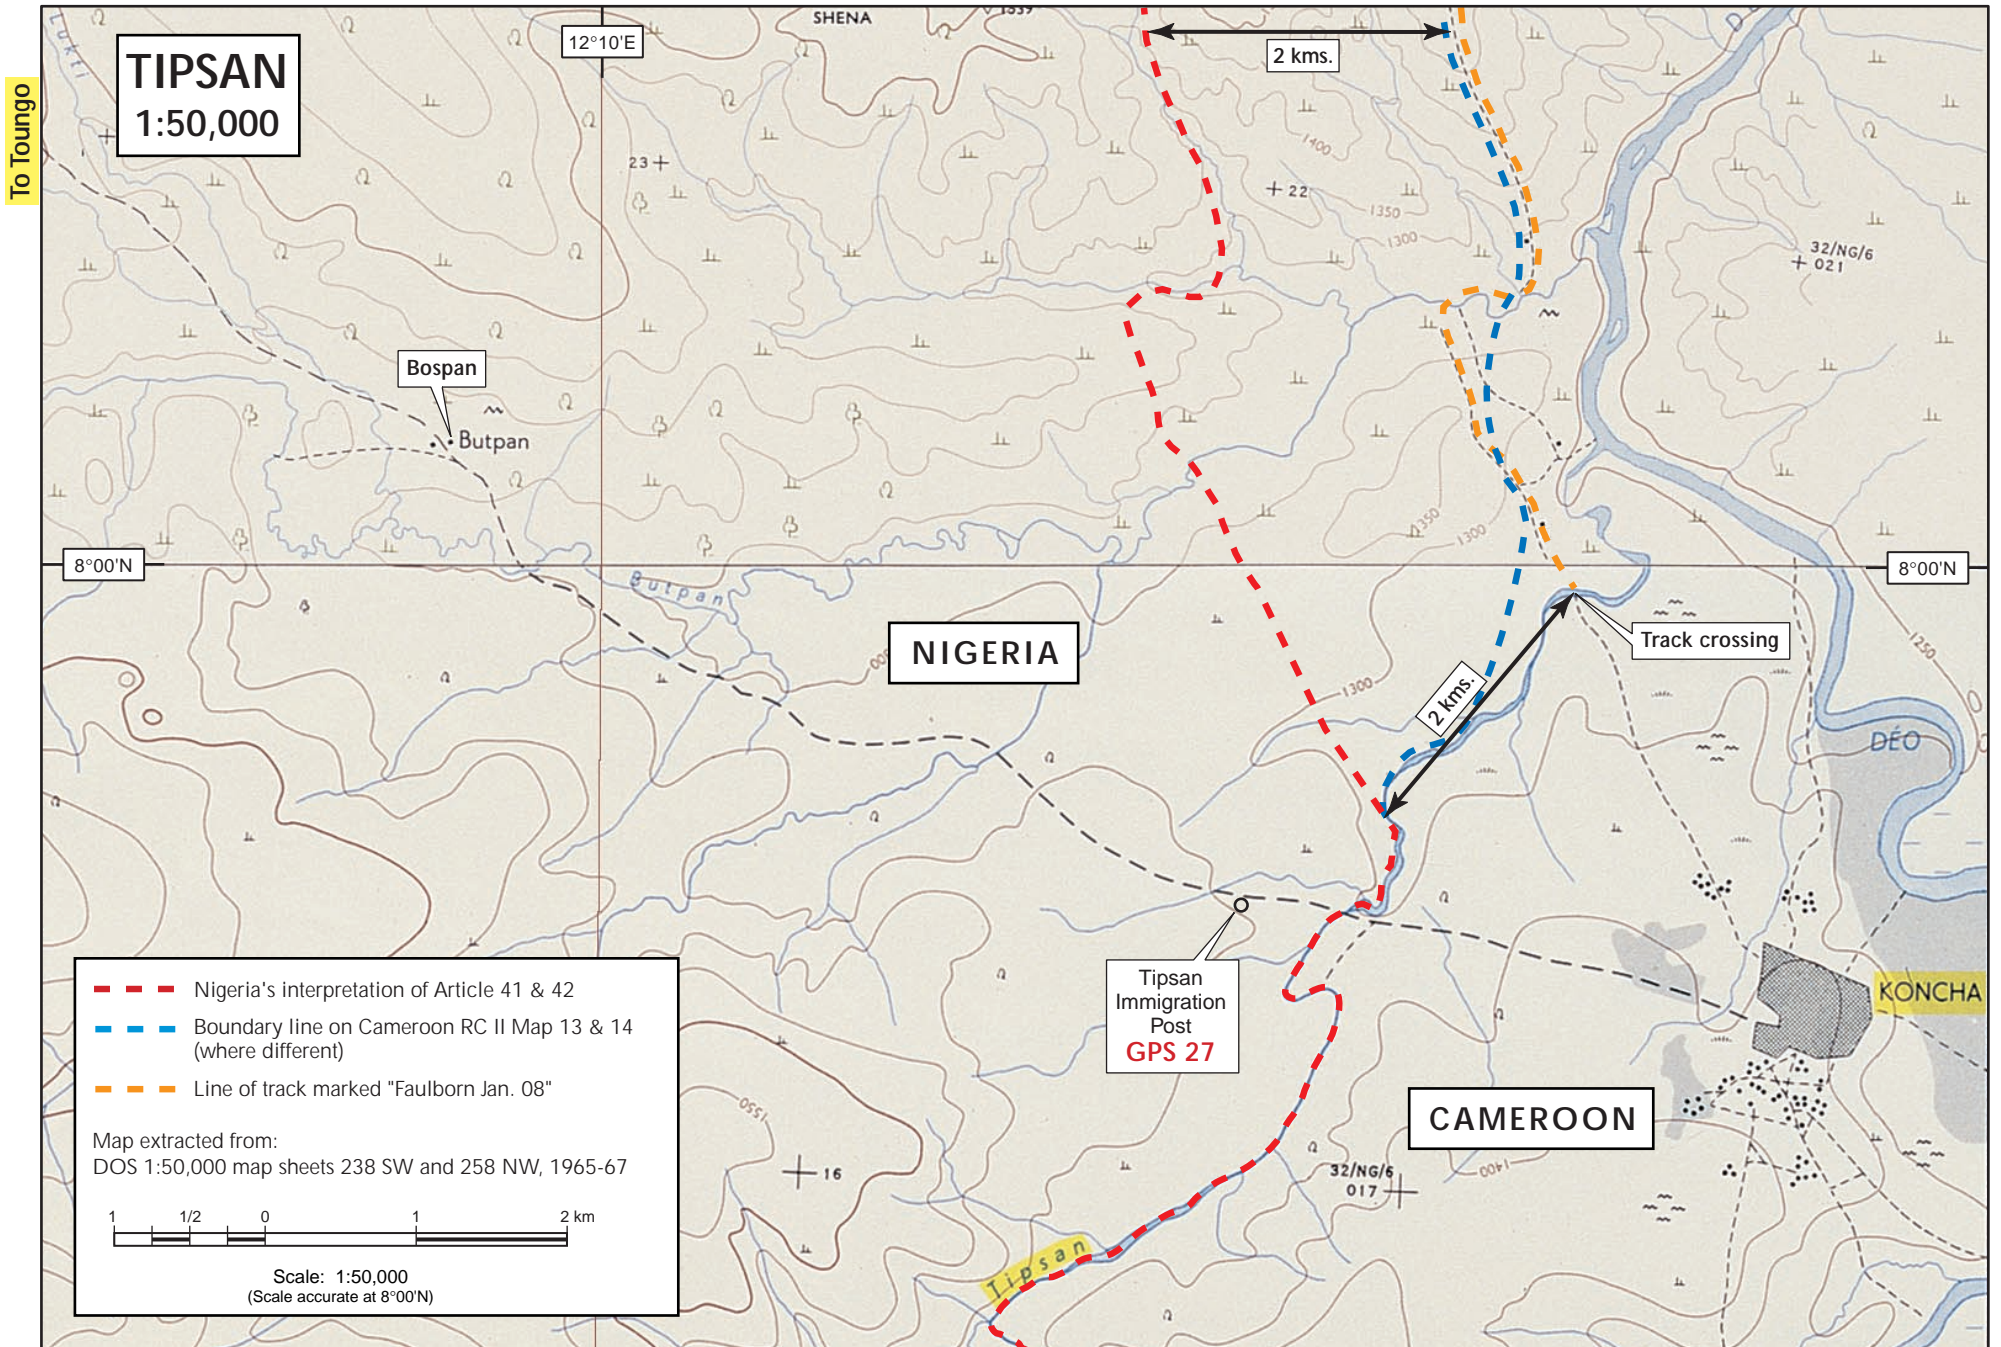 SHENA
1539
12°10'E
TIPSAN
1:50,000
To Toungo
Lukti
2 kms.
23
22
1400
1350
1300
32/NG/6
021
Bospan
Butpan
8°00'N
8°00'N
Butpan
1350
1300
NIGERIA
Track crossing
1250
1300
2 kms.
DÉO
Tipsan
Immigration
Post
GPS 27
KONCHA
CAMEROON
Nigeria's interpretation of Article 41 & 42
Boundary line on Cameroon RC II Map 13 & 14
(where different)
Line of track marked "Faulborn Jan. 08"
Map extracted from:
DOS 1:50,000 map sheets 238 SW and 258 NW, 1965-67
1 1/2 0 1 2 km
Scale: 1:50,000
(Scale accurate at 8°00'N)
1550
16
32/NG/6
017
1400
Tipsan